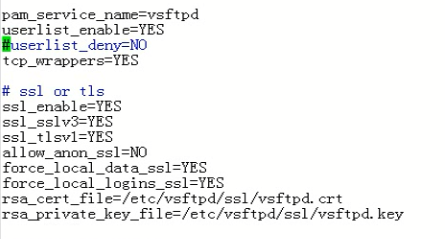 pam_service_name=vsftpd
userlist_enable=YES
#userlist_deny=NO
tcp_wrappers=YES
# ssl or tls
ssl_enable=YES
ssl_sslv3=YES
ssl_tlsv1=YES
allow_anon_ssl=NO
force_local_data_ssl=YES
force_local_logins_ssl=YES
rsa_cert_file=/etc/vsftpd/ssl/vsftpd.crt
rsa_private_key_file=/etc/vsftpd/ssl/vsftpd.key